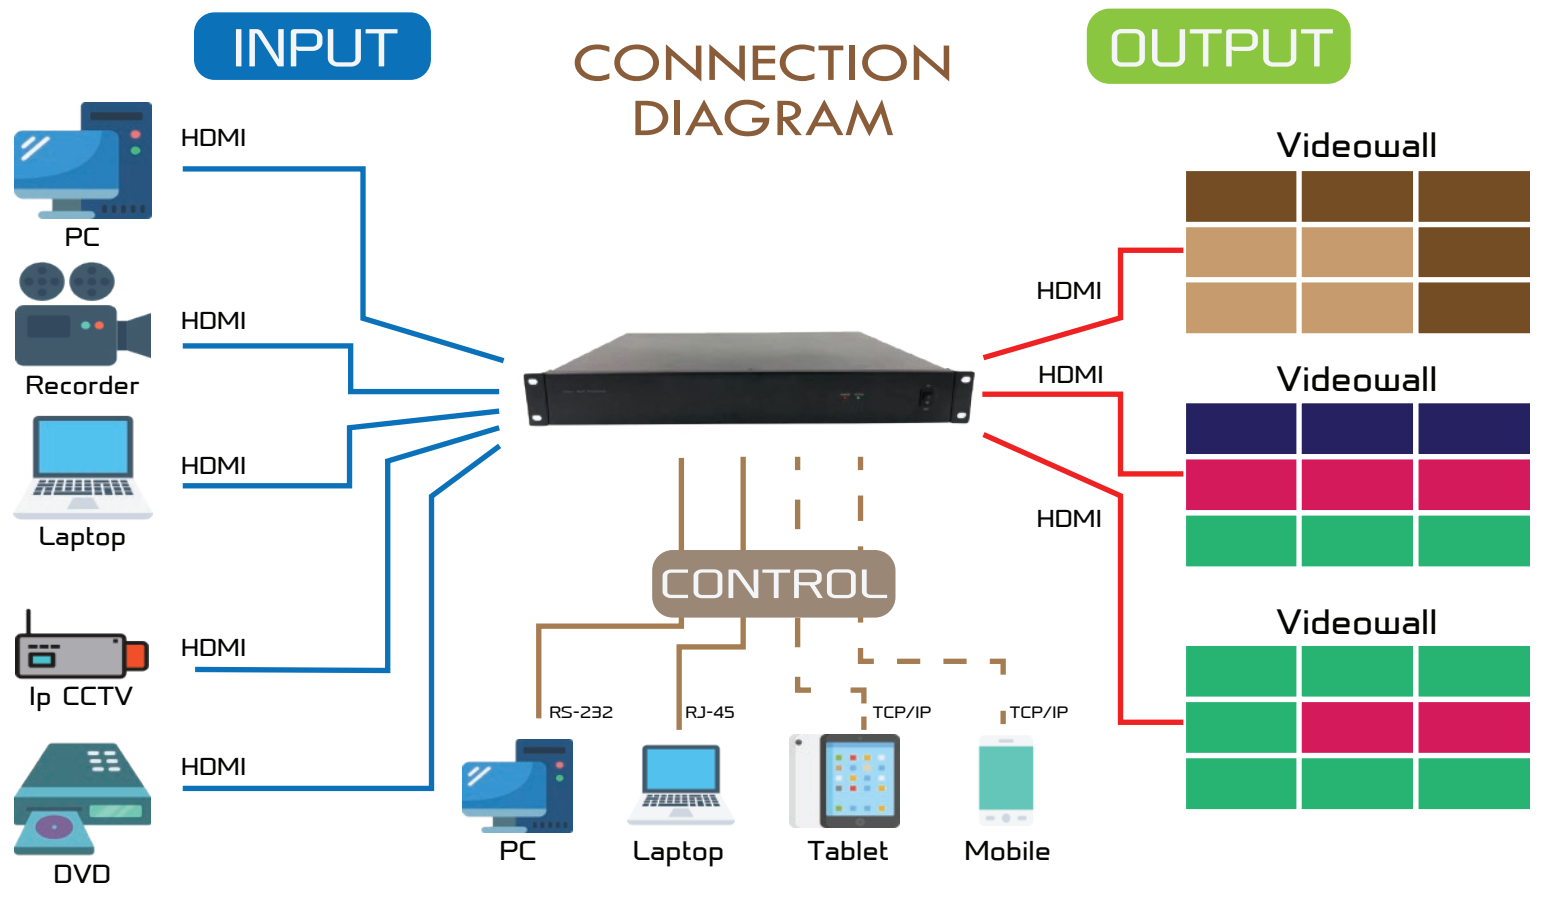 INPUT
CONNECTION
DIAGRAM
OUTPUT
HDMI
PC
HDMI
Recorder
HDMI
Laptop
HDMI
Ip CCTV
HDMI
DVD
CONTROL
RS-232
RJ-45
TCP/IP
TCP/IP
PC
Laptop
Tablet
Mobile
HDMI
Videowall
HDMI
Videowall
HDMI
Videowall